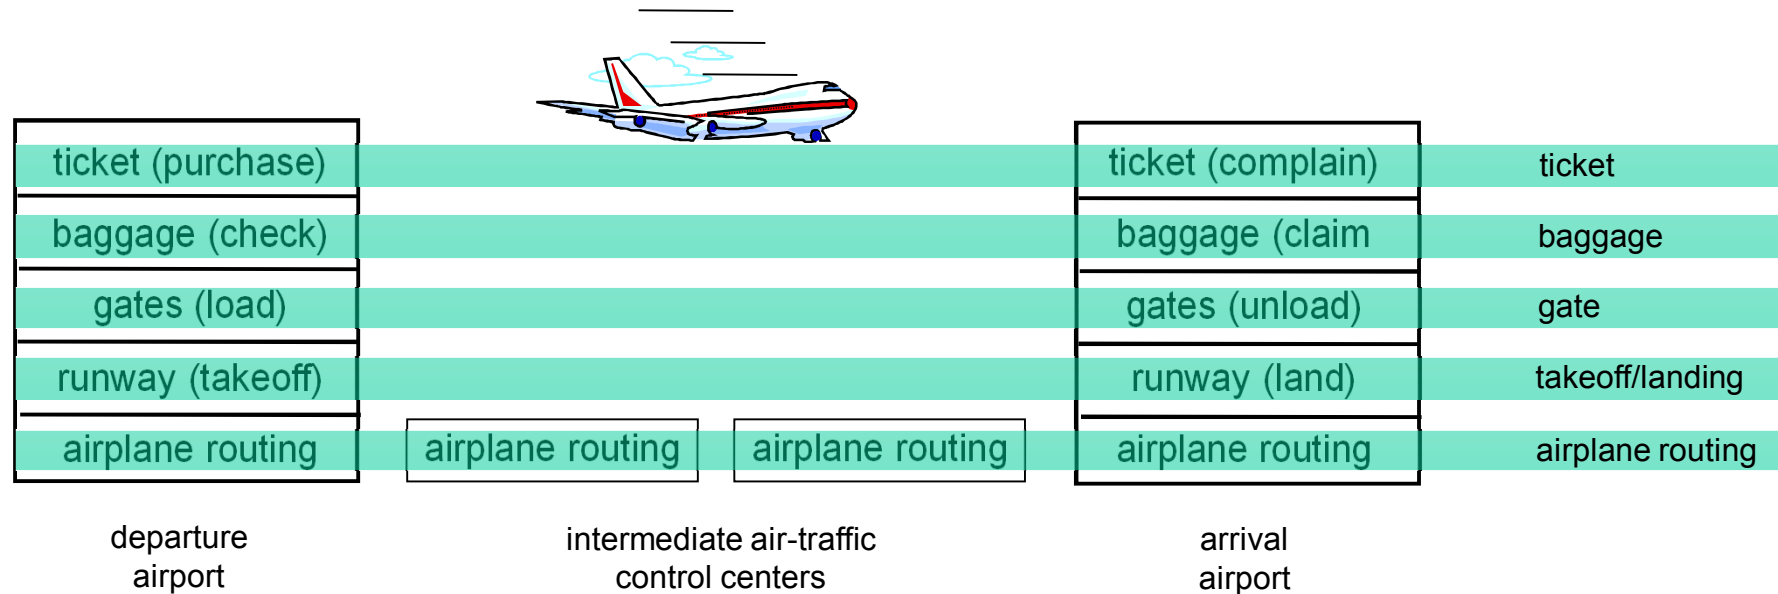 ticket (purchase) ticket (complain) ticket
baggage (check) baggage (claim baggage
gates (load) gates (unload) gate
runway (takeoff) runway (land) takeoff/landing
airplane routing airplane routing airplane routing airplane routing airplane routing
departure
airport
intermediate air-traffic
control centers
arrival
airport